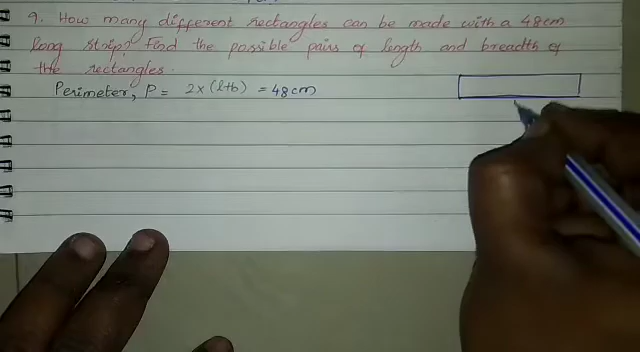 9. How many different rectangles can be made with a 48cm
long strip? Find the possible pairs of length and breadth of
the rectangles.
Perimeter, P = 2×(l+b) = 48cm